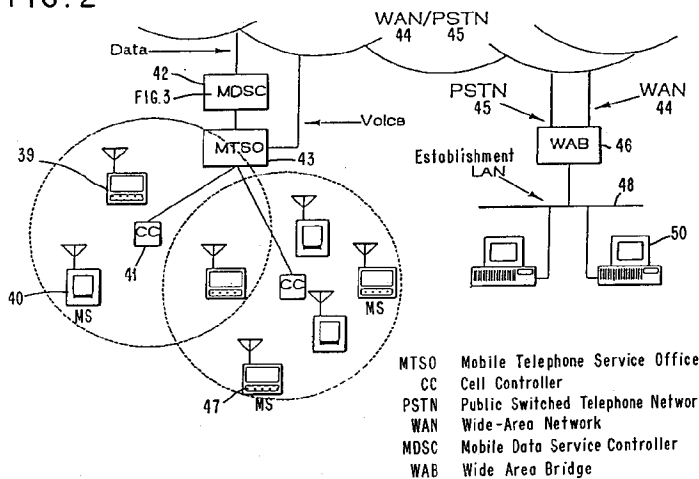 FIG. 2
WAN/PSTN
44 45
Data
42
MDSC
FIG.3
Voice
MTSO
43
39
CC
41
40
MS
CC
47
MS
PSTN
45
WAN
44
WAB
46
Establishment
LAN
48
50
MTSO Mobile Telephone Service Office
CC Cell Controller
PSTN Public Switched Telephone Networ
WAN Wide-Area Network
MDSC Mobile Data Service Controller
WAB Wide Area Bridge